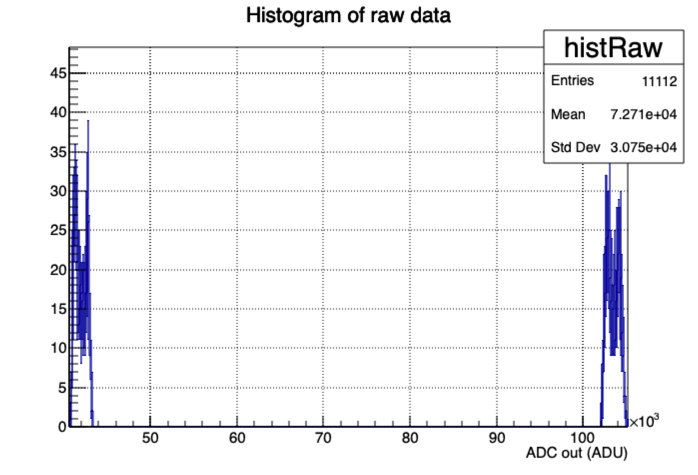 Histogram of raw data
histRaw
Entries 11112
Mean 7.271e+04
Std Dev 3.075e+04
45
40
35
30
25
20
15
10
5
0
50 60 70 80 90 100
×10³
ADC out (ADU)